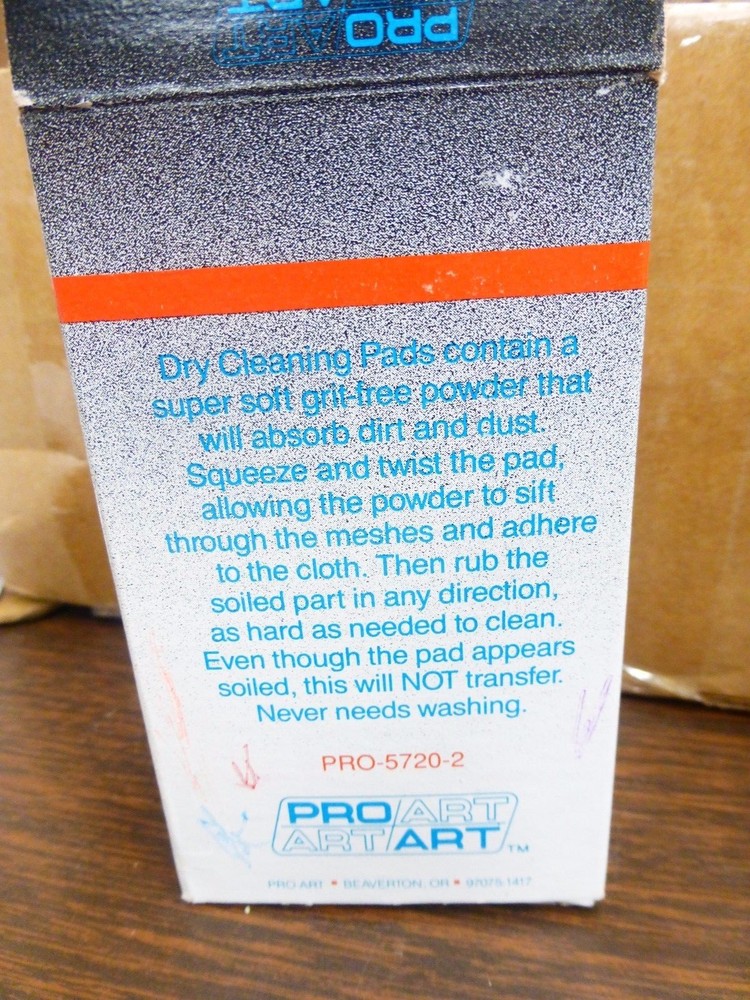 PRO ART
Dry Cleaning Pads contain a
super soft grit-free powder that
will absorb dirt and dust.
Squeeze and twist the pad,
allowing the powder to sift
through the meshes and adhere
to the cloth. Then rub the
soiled part in any direction,
as hard as needed to clean.
Even though the pad appears
soiled, this will NOT transfer.
Never needs washing.
PRO-5720-2
PRO/ART
ART/ART™
PRO ART • BEAVERTON, OR • 97075-1417